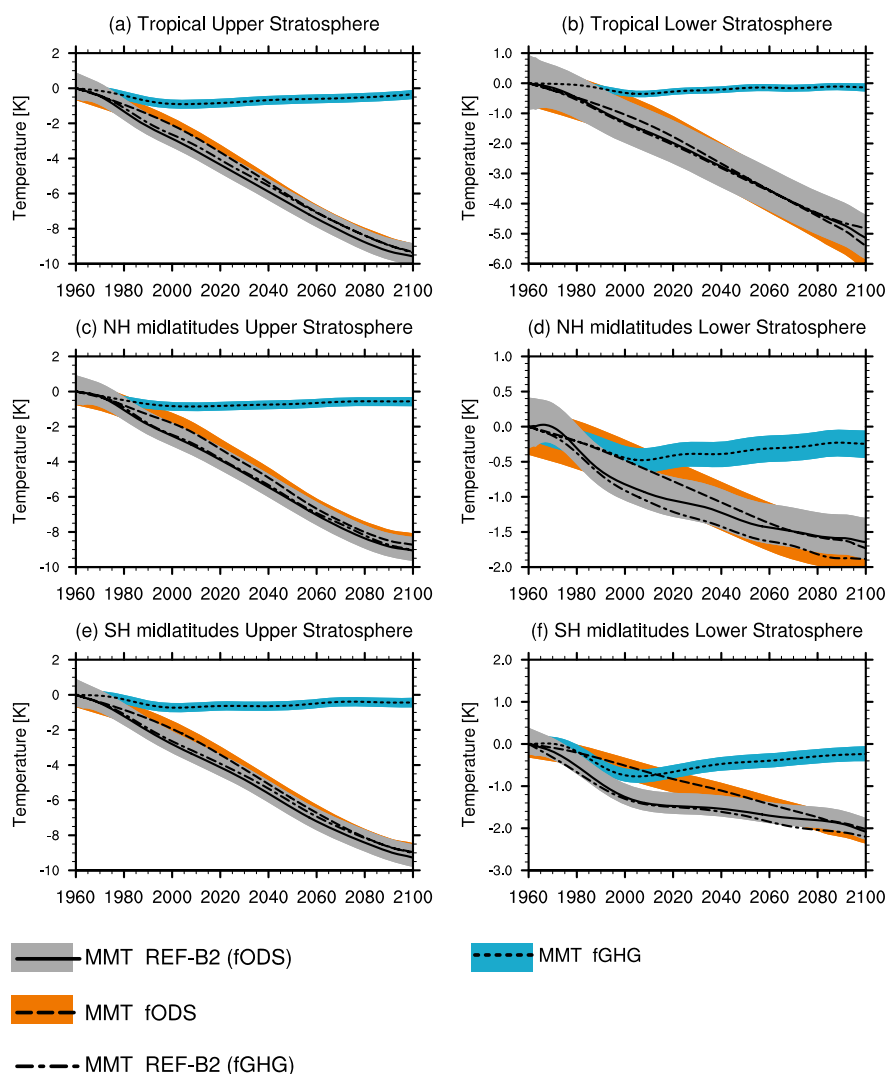 (a) Tropical Upper Stratosphere
(b) Tropical Lower Stratosphere
Temperature [K]
2
0
-2
-4
-6
-8
-10
1960 1980 2000 2020 2040 2060 2080 2100
Temperature [K]
1.0
0.0
-1.0
-2.0
-3.0
-4.0
-5.0
-6.0
1960 1980 2000 2020 2040 2060 2080 2100
(c) NH midlatitudes Upper Stratosphere
(d) NH midlatitudes Lower Stratosphere
Temperature [K]
2
0
-2
-4
-6
-8
-10
1960 1980 2000 2020 2040 2060 2080 2100
Temperature [K]
1.0
0.5
0.0
-0.5
-1.0
-1.5
-2.0
1960 1980 2000 2020 2040 2060 2080 2100
(e) SH midlatitudes Upper Stratosphere
(f) SH midlatitudes Lower Stratosphere
Temperature [K]
2
0
-2
-4
-6
-8
-10
1960 1980 2000 2020 2040 2060 2080 2100
Temperature [K]
2.0
1.0
0.0
-1.0
-2.0
-3.0
1960 1980 2000 2020 2040 2060 2080 2100
MMT REF-B2 (fODS)
MMT fGHG
MMT fODS
MMT REF-B2 (fGHG)